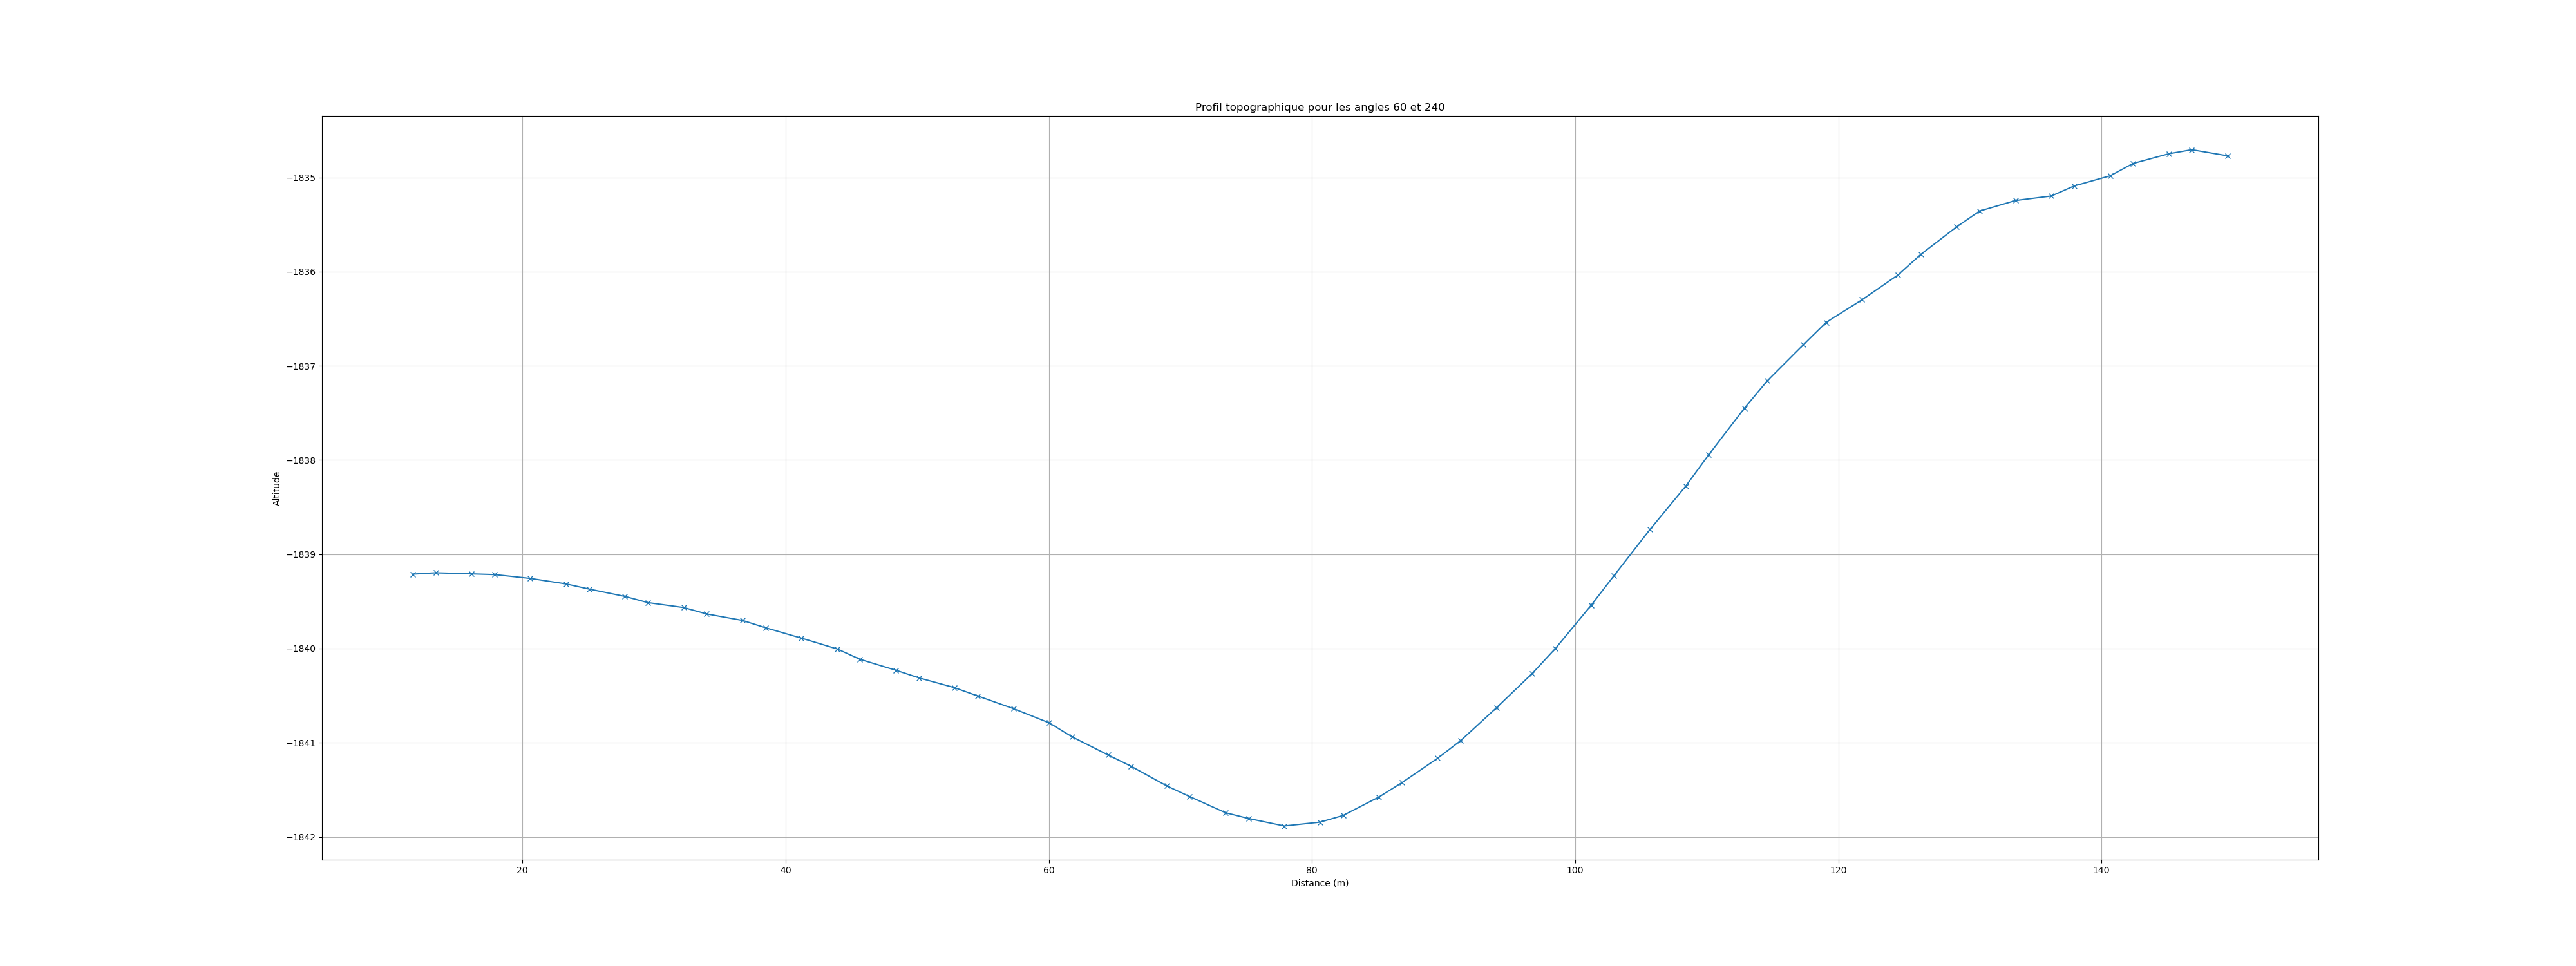 Profil topographique pour les angles 60 et 240
Altitude
−1835
−1836
−1837
−1838
−1839
−1840
−1841
−1842
20 40 60 80 100 120 140
Distance (m)